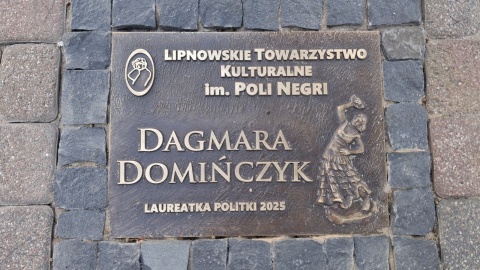 LIPNOWSKIE TOWARZYSTWO
KULTURALNE
im. POLI NEGRI
DAGMARA
DOMIŃCZYK
LAUREATKA POLITKI 2025